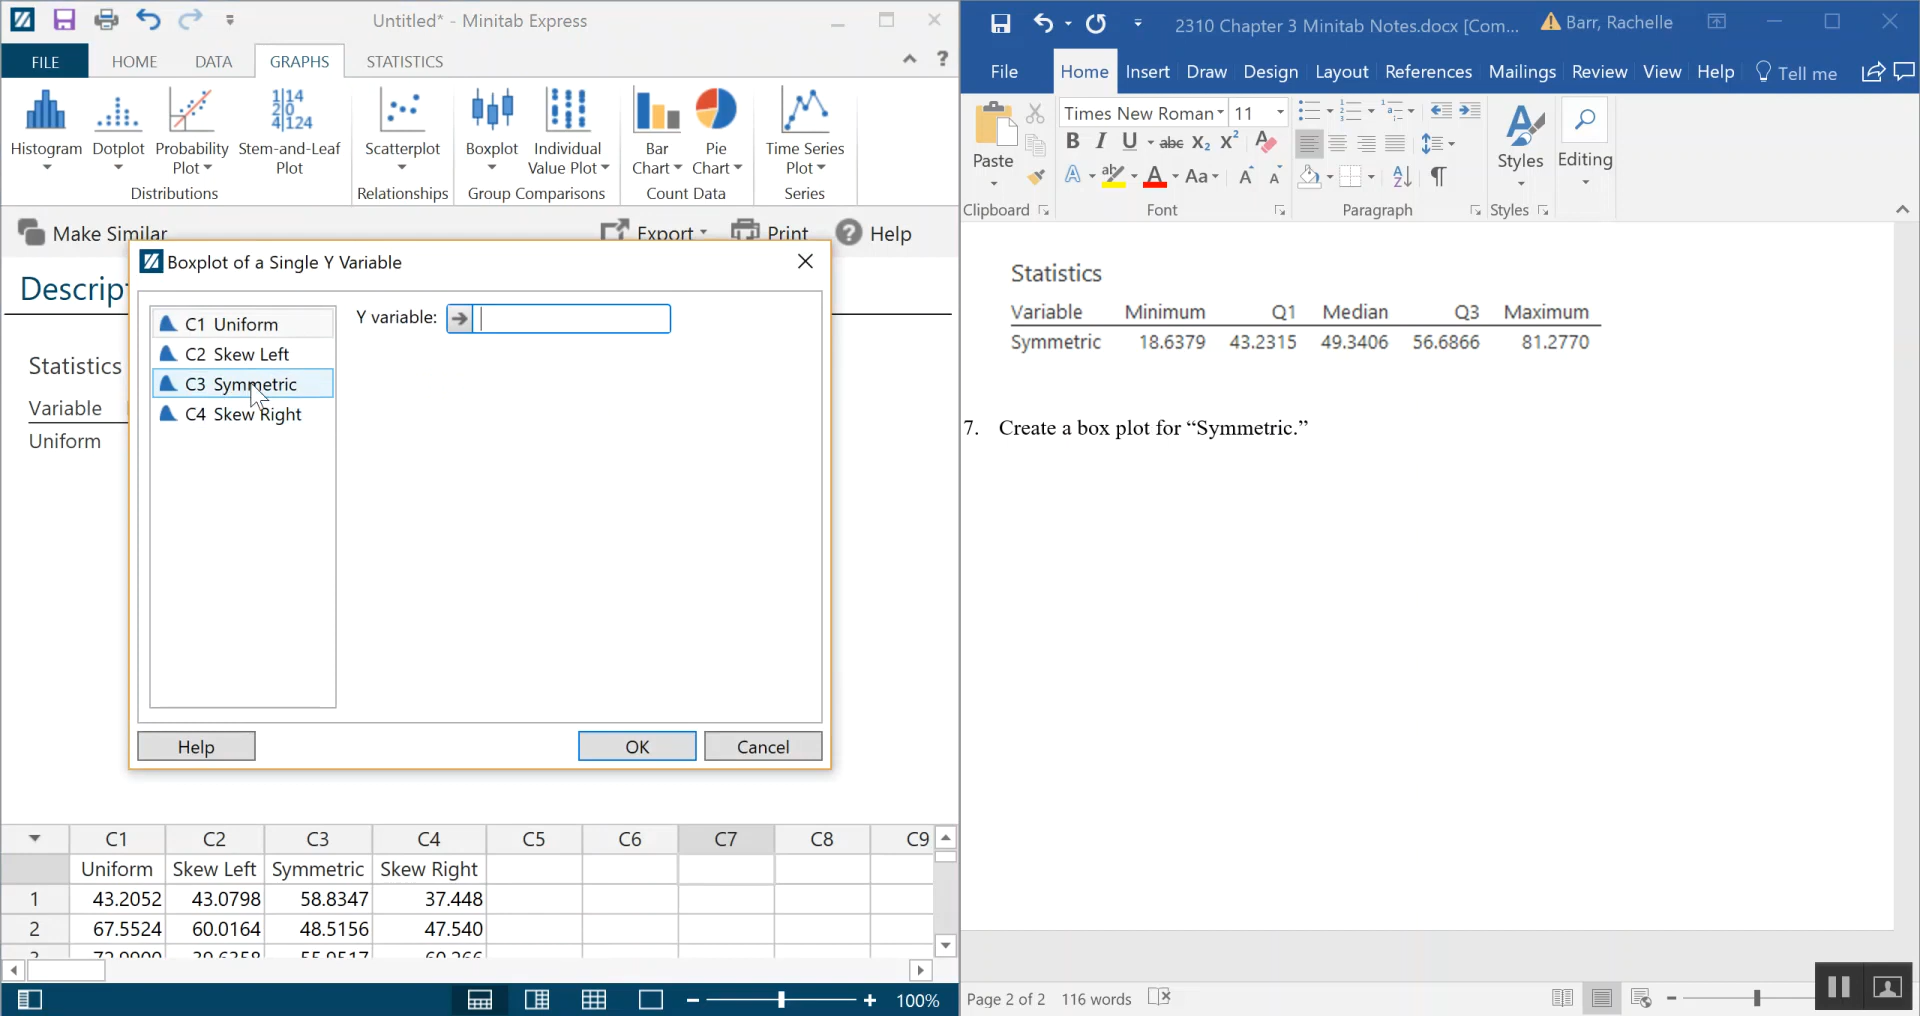 Untitled* - Minitab Express
FILE HOME DATA GRAPHS STATISTICS ?
Histogram Dotplot Probability Plot Stem-and-Leaf Plot Scatterplot Boxplot Individual Value Plot Bar Chart Pie Chart Time Series Plot
Distributions Relationships Group Comparisons Count Data Series
Make Similar Export Print ? Help
Descrip
Statistics
Variable
Uniform
Boxplot of a Single Y Variable
C1 Uniform
C2 Skew Left
C3 Symmetric
C4 Skew Right
Y variable:
Help OK Cancel
C1 C2 C3 C4 C5 C6 C7 C8 C9
Uniform Skew Left Symmetric Skew Right
1 43.2052 43.0798 58.8347 37.448
2 67.5524 60.0164 48.5156 47.540
100%
2310 Chapter 3 Minitab Notes.docx [Com... Barr, Rachelle
File Home Insert Draw Design Layout References Mailings Review View Help Tell me
Paste Times New Roman 11
B I U abc X₂ X² A
A ab A Aa A A
Styles Editing
Clipboard Font Paragraph Styles
Statistics
Variable Minimum Q1 Median Q3 Maximum
Symmetric 18.6379 43.2315 49.3406 56.6866 81.2770
7. Create a box plot for “Symmetric.”
Page 2 of 2 116 words